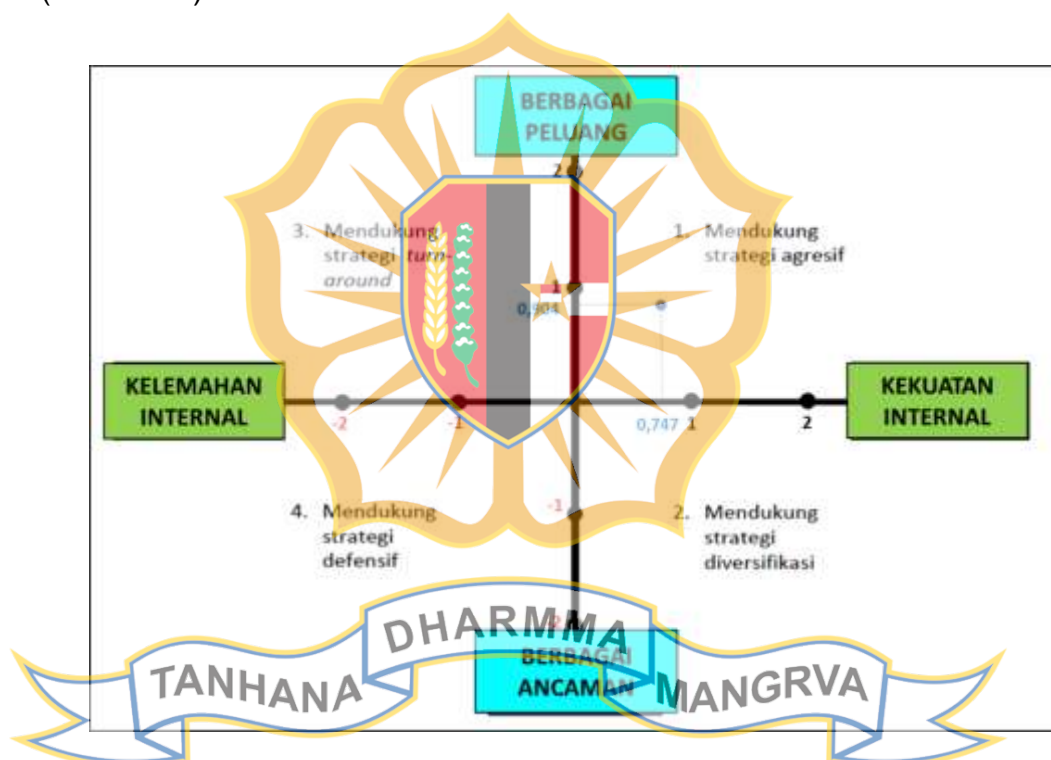 BERBAGAI
PELUANG
2
3. Mendukung
strategi turn-
around
1. Mendukung
strategi agresif
1
0,904
KELEMAHAN
INTERNAL
KEKUATAN
INTERNAL
-2
-1
0,747
1
2
4. Mendukung
strategi
defensif
-1
2. Mendukung
strategi
diversifikasi
-2
BERBAGAI
ANCAMAN
TANHANA DHARMMA MANGRVA